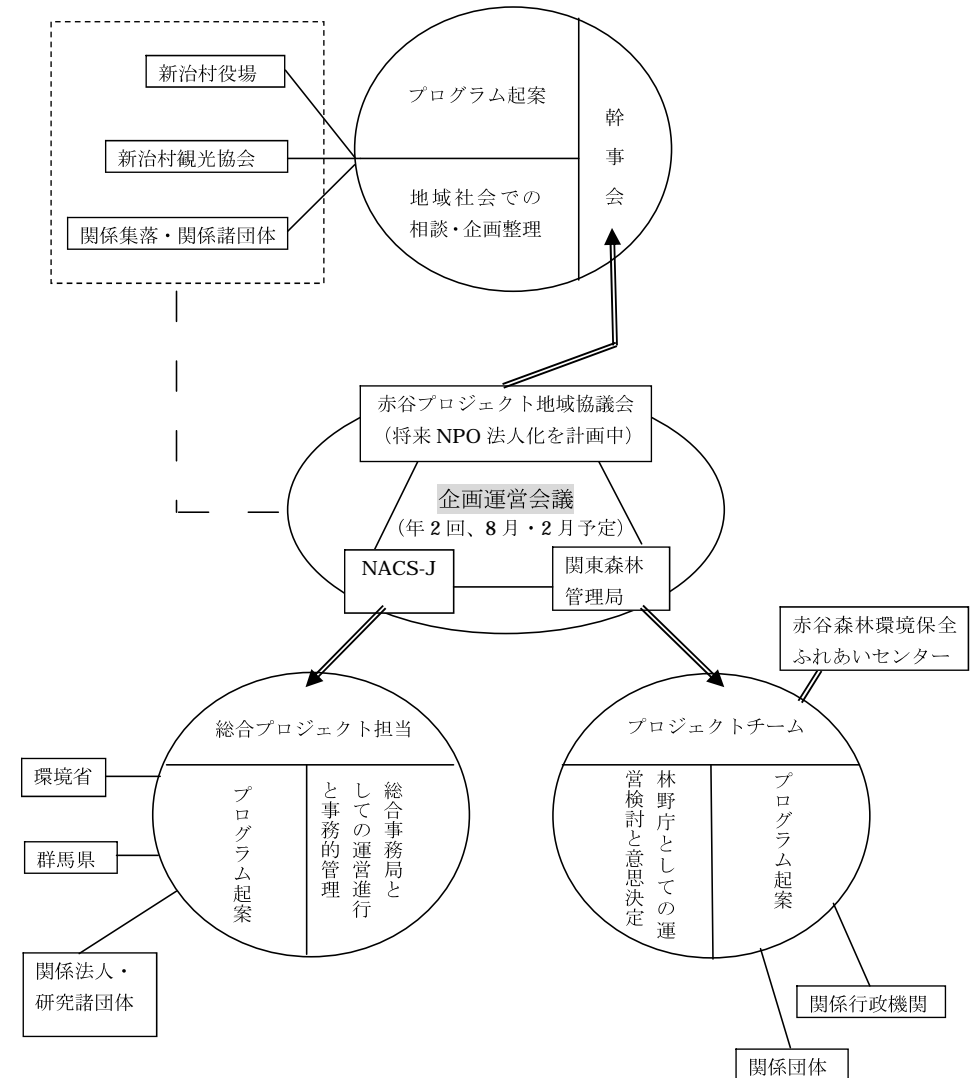 新治村役場
新治村観光協会
関係集落・関係諸団体
プログラム起案
地域社会での
相談・企画整理
幹事会
赤谷プロジェクト地域協議会
（将来 NPO 法人化を計画中）
企画運営会議
（年 2 回、8 月・2 月予定）
NACS-J
関東森林
管理局
赤谷森林環境保全
ふれあいセンター
総合プロジェクト担当
総合事務局と
しての運営進行
と事務的管理
プログラム起案
環境省
群馬県
関係法人・
研究諸団体
プロジェクトチーム
プログラム起案
林野庁としての運
営検討と意思決定
関係行政機関
関係団体